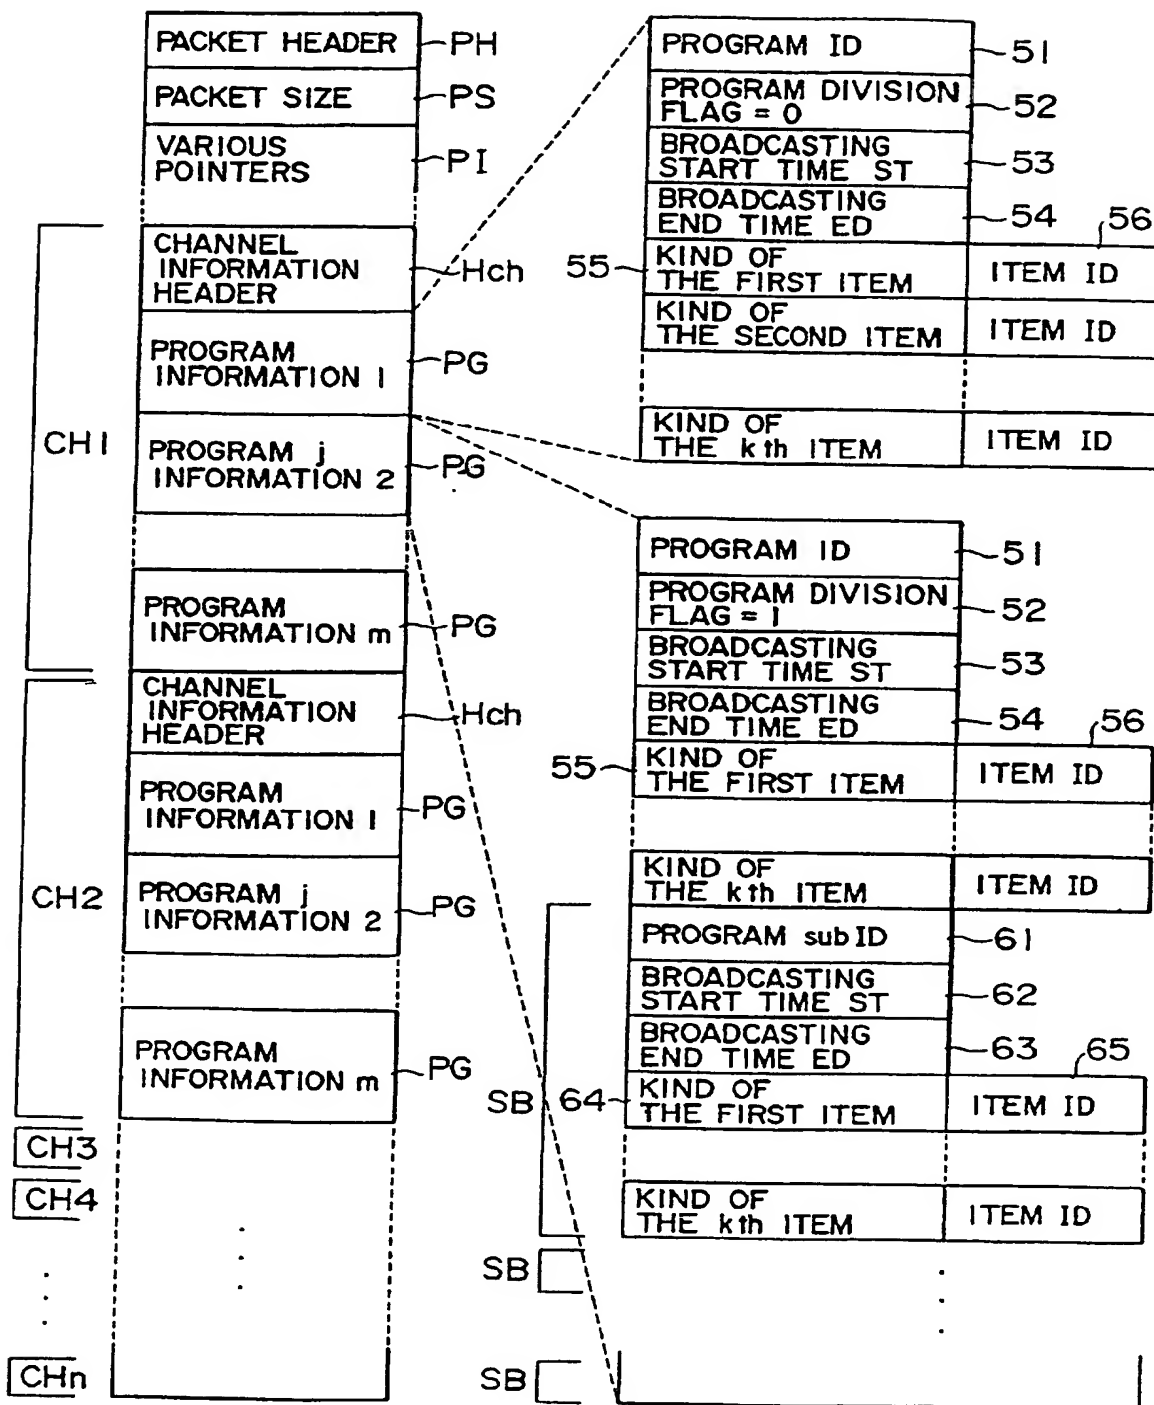 PACKET HEADER
PH
PACKET SIZE
PS
VARIOUS
POINTERS
PI
CH1
CHANNEL
INFORMATION
HEADER
Hch
PROGRAM
INFORMATION 1
PG
PROGRAM j
INFORMATION 2
PG
PROGRAM
INFORMATION m
PG
CH2
CHANNEL
INFORMATION
HEADER
Hch
PROGRAM
INFORMATION 1
PG
PROGRAM j
INFORMATION 2
PG
PROGRAM
INFORMATION m
PG
CH3
CH4
CHn
PROGRAM ID
51
PROGRAM DIVISION
FLAG = 0
52
BROADCASTING
START TIME ST
53
BROADCASTING
END TIME ED
54
56
55
KIND OF
THE FIRST ITEM
ITEM ID
KIND OF
THE SECOND ITEM
ITEM ID
KIND OF
THE kth ITEM
ITEM ID
PROGRAM ID
51
PROGRAM DIVISION
FLAG = 1
52
BROADCASTING
START TIME ST
53
BROADCASTING
END TIME ED
54
56
55
KIND OF
THE FIRST ITEM
ITEM ID
KIND OF
THE kth ITEM
ITEM ID
PROGRAM sub ID
61
BROADCASTING
START TIME ST
62
BROADCASTING
END TIME ED
63
65
SB
64
KIND OF
THE FIRST ITEM
ITEM ID
KIND OF
THE kth ITEM
ITEM ID
SB
SB